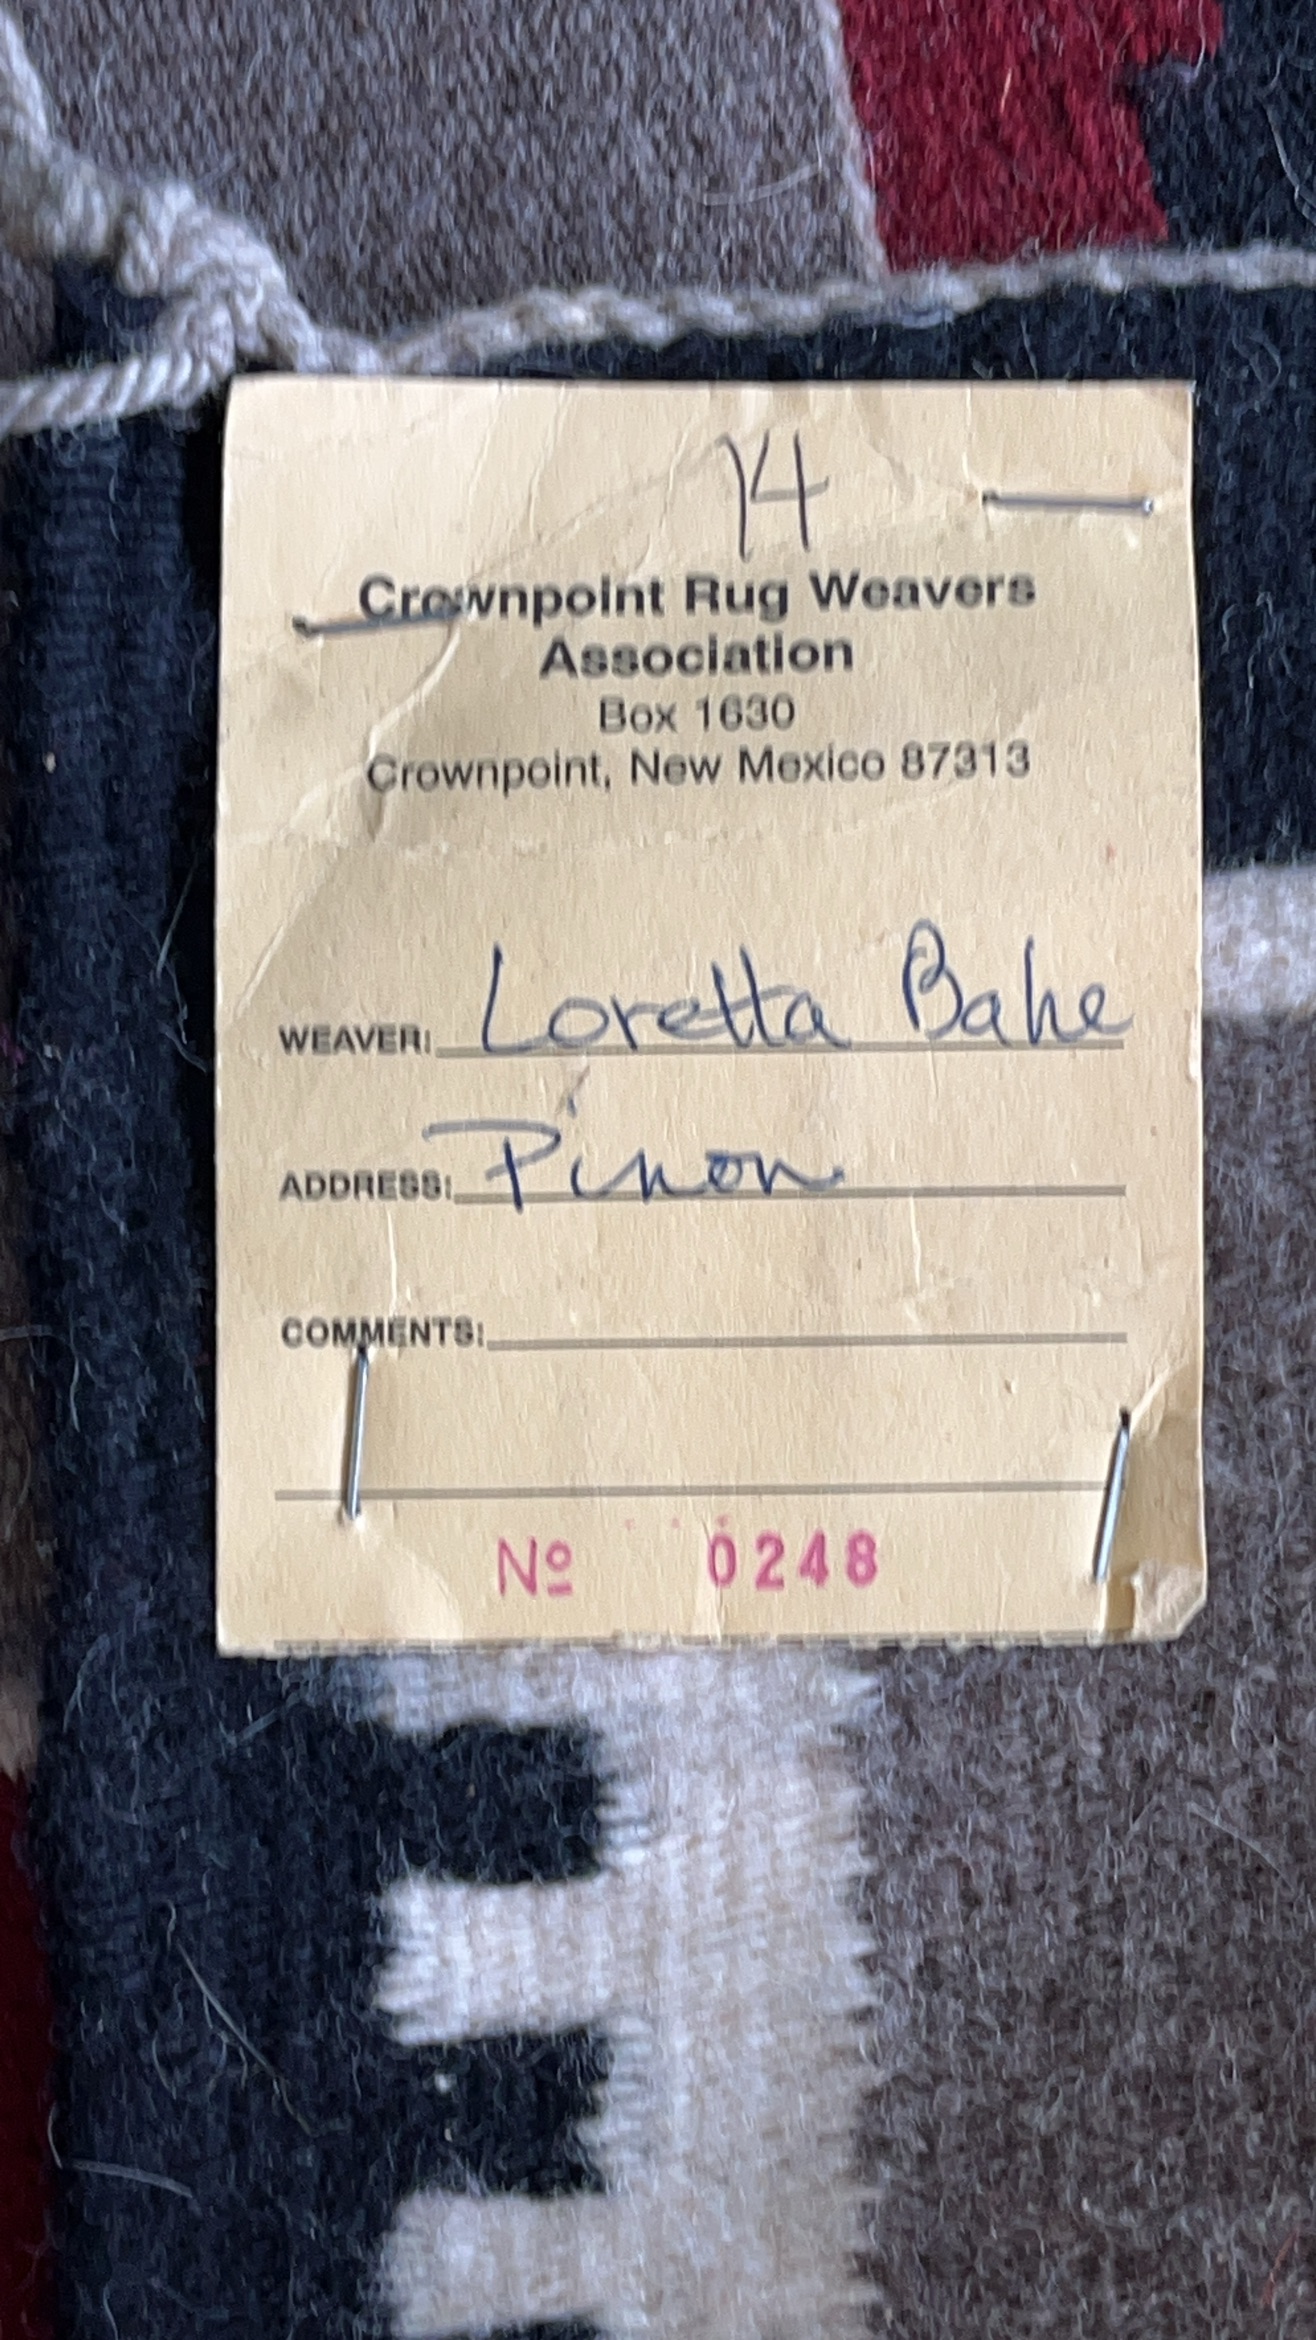 14
Crownpoint Rug Weavers
Association
Box 1630
Crownpoint, New Mexico 87313
WEAVER: Loretta Bahe
ADDRESS: Pinon
COMMENTS:
Nº 0248